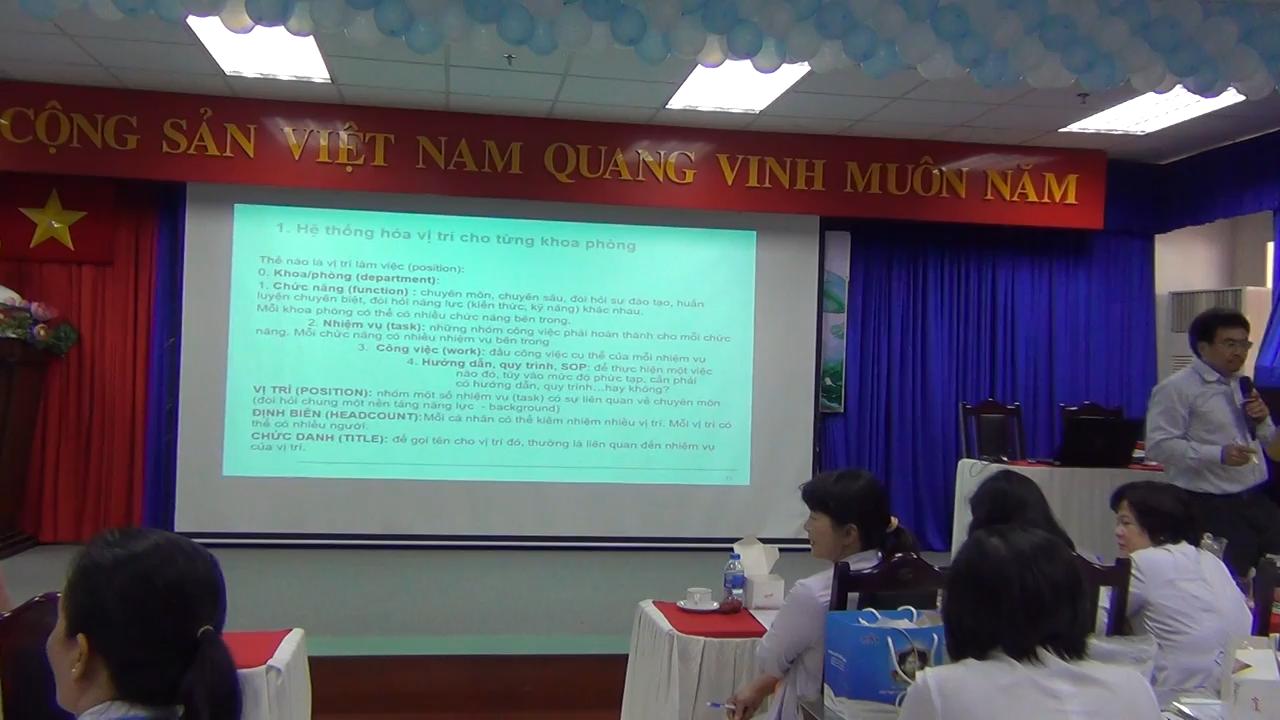 CỘNG SẢN VIỆT NAM QUANG VINH MUÔN NĂM
1. Hệ thống hóa vị trí cho từng khoa phòng
Thế nào là vị trí làm việc (position):
0. Khoa/phòng (department):
1. Chức năng (function) : chuyên môn, chuyên sâu, đòi hỏi sự đào tạo, huấn
luyện chuyên biệt, đòi hỏi năng lực (kiến thức, kỹ năng) khác nhau.
Mỗi khoa phòng có thể có nhiều chức năng bên trong.
2. Nhiệm vụ (task): những nhóm công việc phải hoàn thành cho mỗi chức
năng. Mỗi chức năng có nhiều nhiệm vụ bên trong
3. Công việc (work): đầu công việc cụ thể của mỗi nhiệm vụ
4. Hướng dẫn, quy trình, SOP: để thực hiện một việc
nào đó, tùy vào mức độ phức tạp, cần phải
có hướng dẫn, quy trình...hay không?
VỊ TRÍ (POSITION): nhóm một số nhiệm vụ (task) có sự liên quan về chuyên môn
(đòi hỏi chung một nền tảng năng lực - background)
ĐỊNH BIÊN (HEADCOUNT): Mỗi cá nhân có thể kiêm nhiệm nhiều vị trí. Mỗi vị trí có
thể có nhiều người.
CHỨC DANH (TITLE): để gọi tên cho vị trí đó, thường là liên quan đến nhiệm vụ
của vị trí.